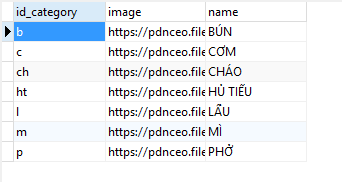 id_category image name
b https://pdnceo.file BÚN
c https://pdnceo.file CƠM
ch https://pdnceo.file CHÁO
ht https://pdnceo.file HỦ TIẾU
l https://pdnceo.file LẨU
m https://pdnceo.file MÌ
p https://pdnceo.file PHỞ